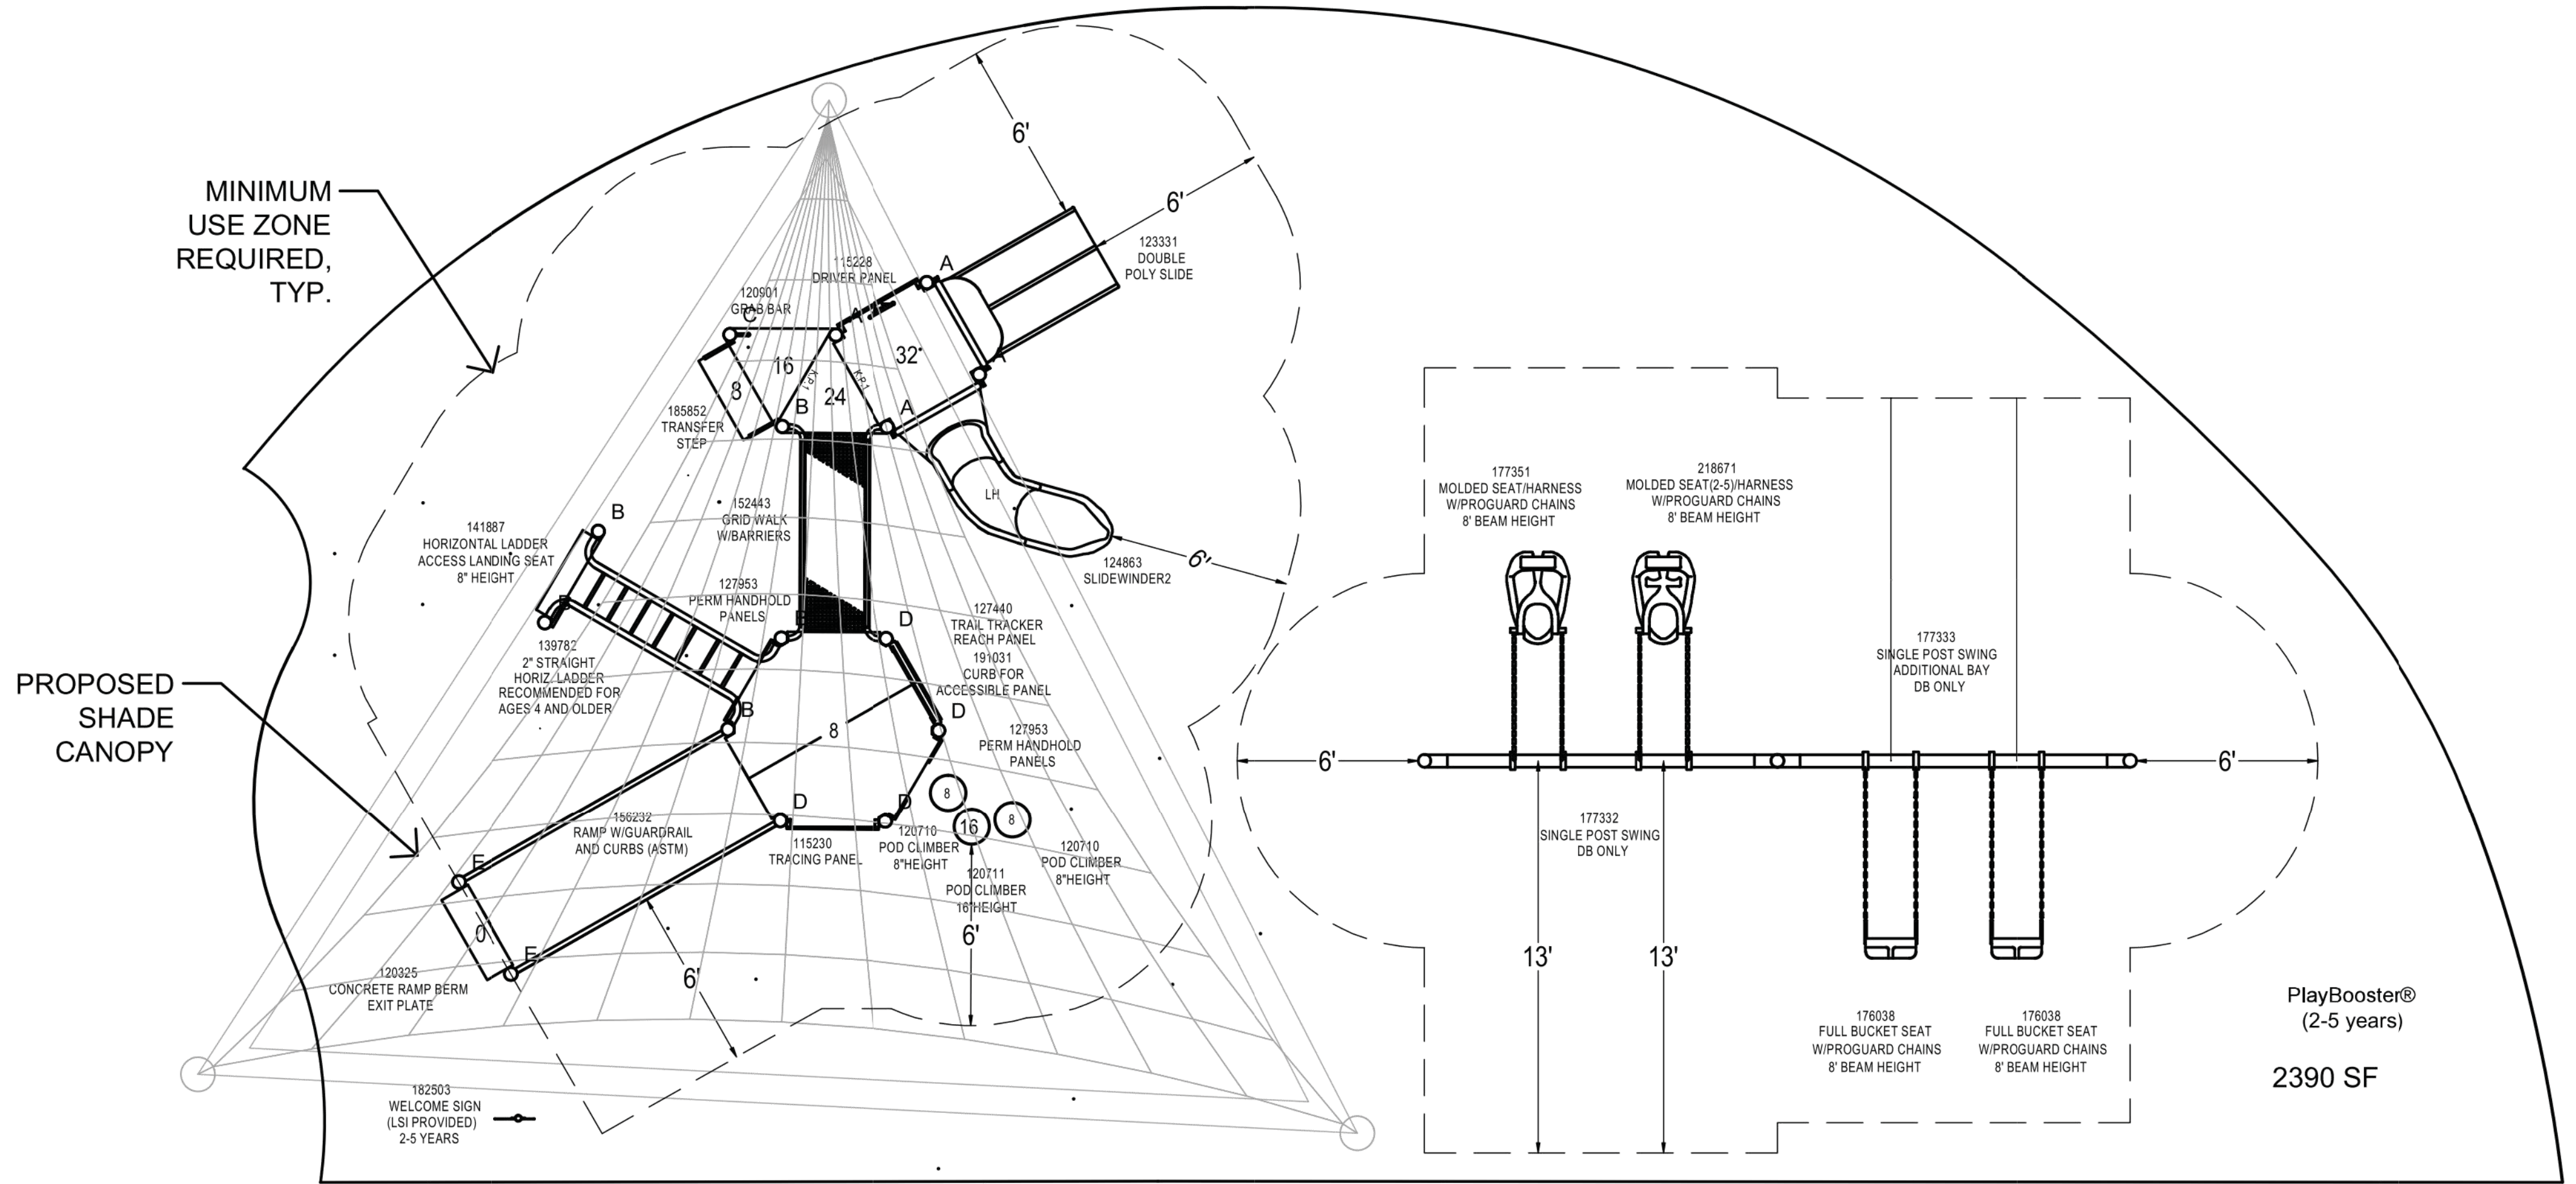 MINIMUM
USE ZONE
REQUIRED,
TYP.
PROPOSED
SHADE
CANOPY
6'
6'
123331
DOUBLE
POLY SLIDE
115228
DRIVER PANEL
A
120901
GRAB BAR
C
A
16
32
A
KP.1
KP.1
8
24
B
A
185852
TRANSFER
STEP
LH
124863
SLIDEWINDER2
6'
152443
GRID WALK
W/BARRIERS
B
141887
HORIZONTAL LADDER
ACCESS LANDING SEAT
8" HEIGHT
B
127953
PERM HANDHOLD
PANELS
B
D
127440
TRAIL TRACKER
REACH PANEL
191031
CURB FOR
ACCESSIBLE PANEL
139782
2" STRAIGHT
HORIZ. LADDER
RECOMMENDED FOR
AGES 4 AND OLDER
B
D
8
127953
PERM HANDHOLD
PANELS
D
D
8
16
8
156232
RAMP W/GUARDRAIL
AND CURBS (ASTM)
115230
TRACING PANEL
120710
POD CLIMBER
8"HEIGHT
120711
POD CLIMBER
16"HEIGHT
120710
POD CLIMBER
8"HEIGHT
E
0
E
6'
6'
120325
CONCRETE RAMP BERM
EXIT PLATE
182503
WELCOME SIGN
(LSI PROVIDED)
2-5 YEARS
177351
MOLDED SEAT/HARNESS
W/PROGUARD CHAINS
8' BEAM HEIGHT
218671
MOLDED SEAT(2-5)/HARNESS
W/PROGUARD CHAINS
8' BEAM HEIGHT
177333
SINGLE POST SWING
ADDITIONAL BAY
DB ONLY
6'
6'
177332
SINGLE POST SWING
DB ONLY
13'
13'
176038
FULL BUCKET SEAT
W/PROGUARD CHAINS
8' BEAM HEIGHT
176038
FULL BUCKET SEAT
W/PROGUARD CHAINS
8' BEAM HEIGHT
PlayBooster®
(2-5 years)
2390 SF